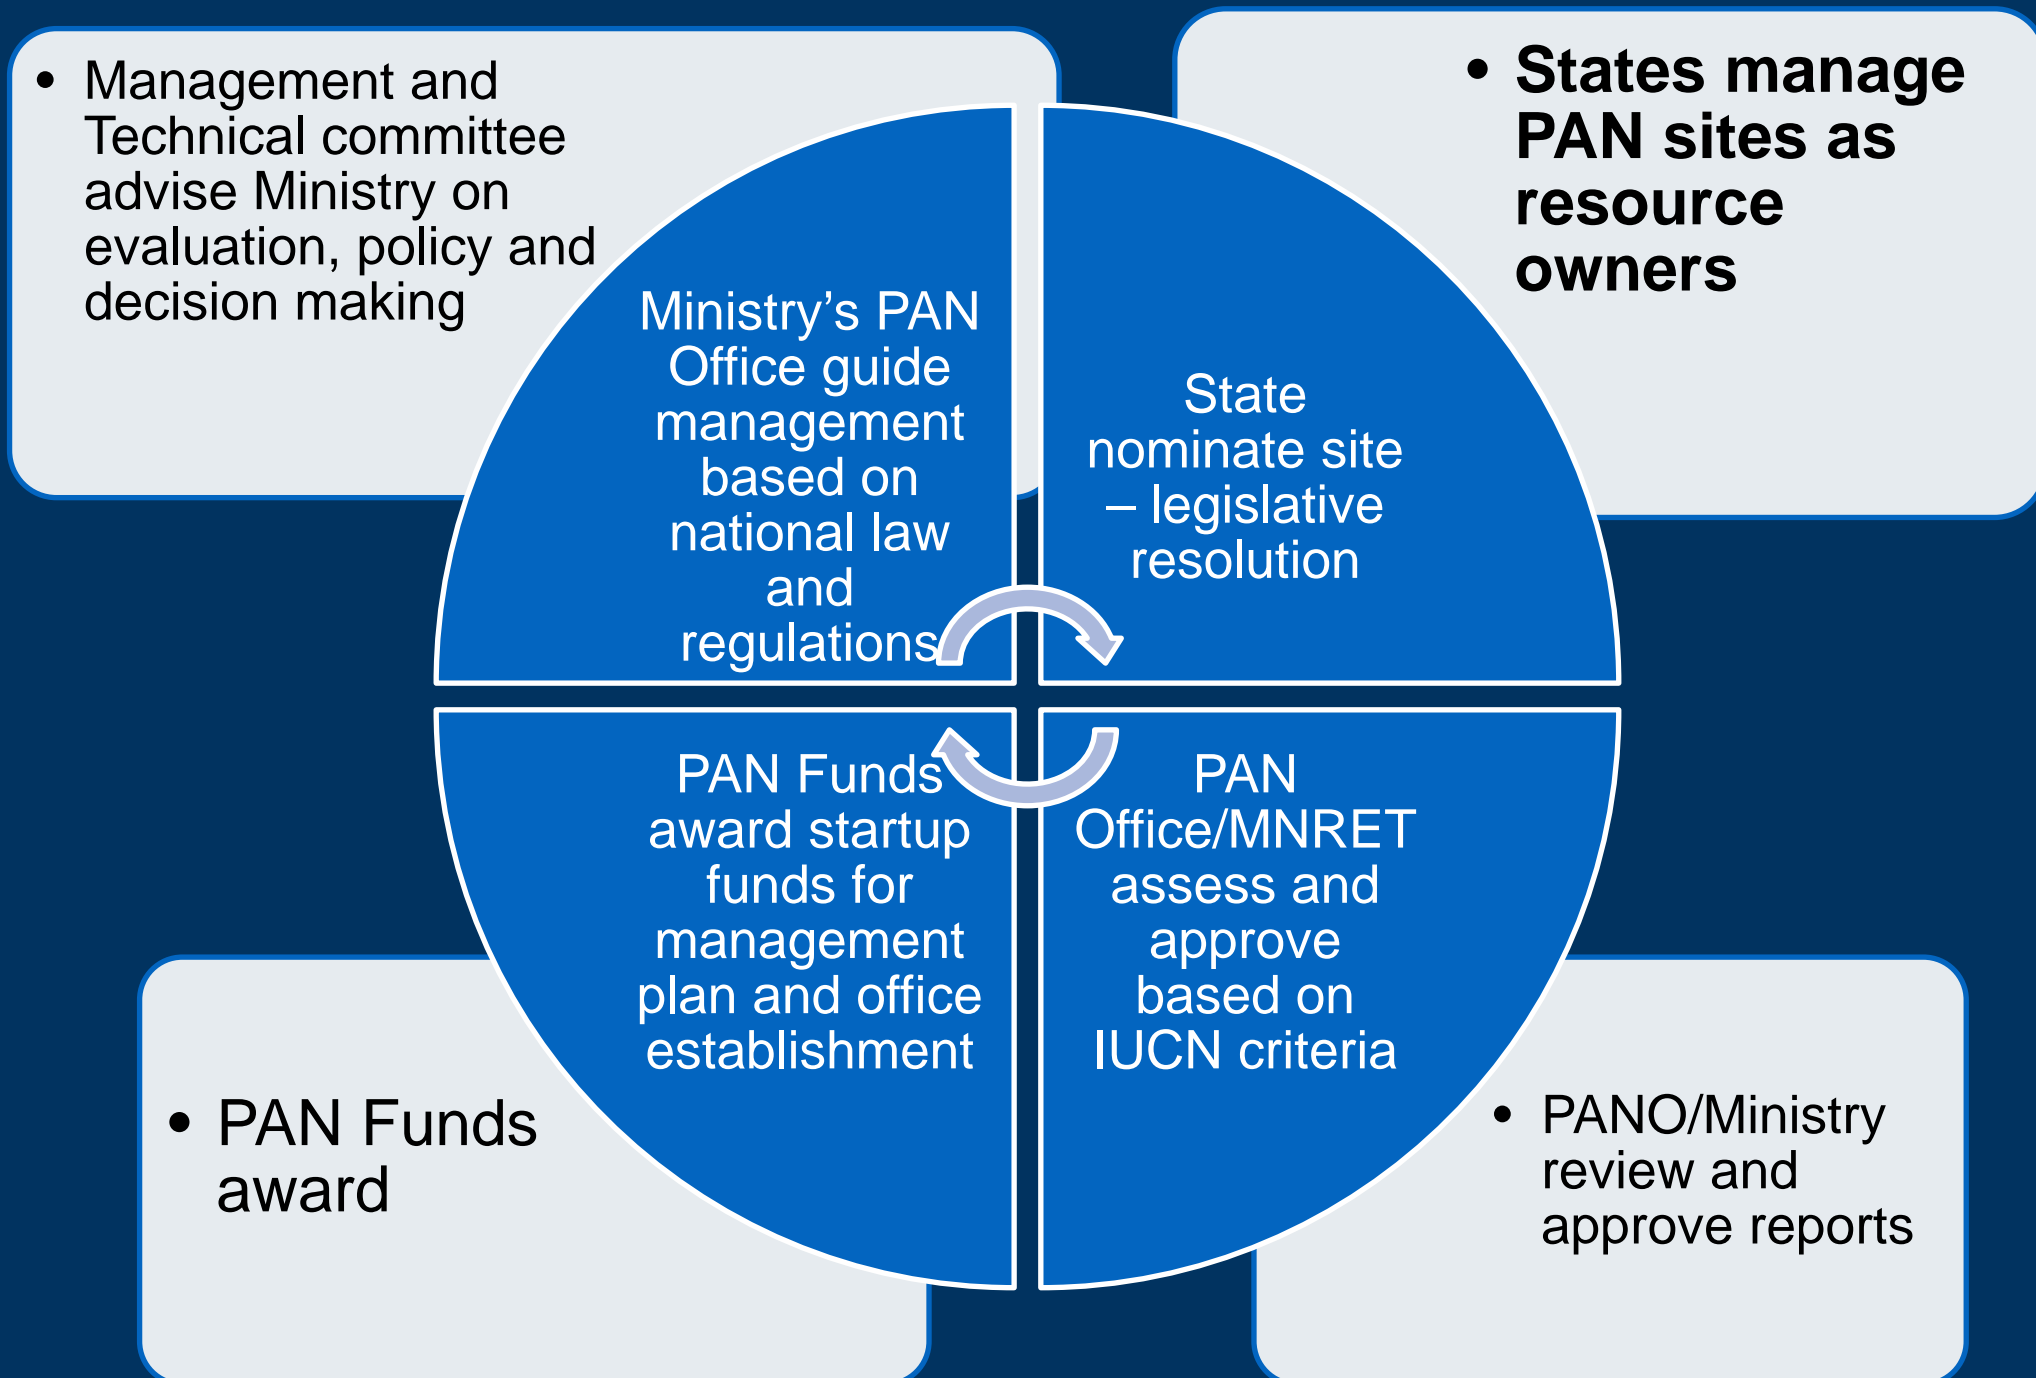 • Management and
Technical committee
advise Ministry on
evaluation, policy and
decision making
• States manage
PAN sites as
resource
owners
Ministry’s PAN
Office guide
management
based on
national law
and
regulations
State
nominate site
– legislative
resolution
PAN Funds
award startup
funds for
management
plan and office
establishment
PAN
Office/MNRET
assess and
approve
based on
IUCN criteria
• PAN Funds
award
• PANO/Ministry
review and
approve reports